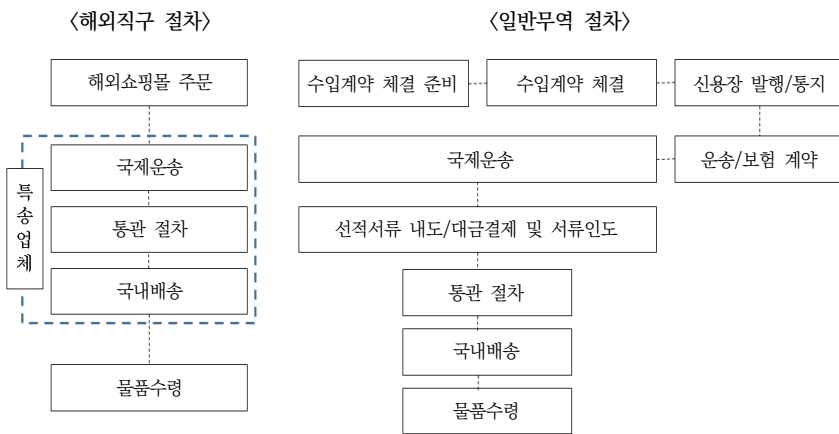 〈해외직구 절차〉
해외쇼핑몰 주문
특송업체
국제운송
통관 절차
국내배송
물품수령
〈일반무역 절차〉
수입계약 체결 준비
수입계약 체결
신용장 발행/통지
국제운송
운송/보험 계약
선적서류 내도/대금결제 및 서류인도
통관 절차
국내배송
물품수령